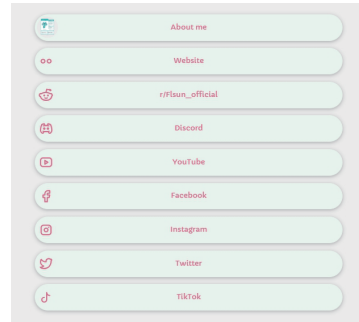 About me
Website
r/Flsun_official
Discord
YouTube
Facebook
Instagram
Twitter
TikTok